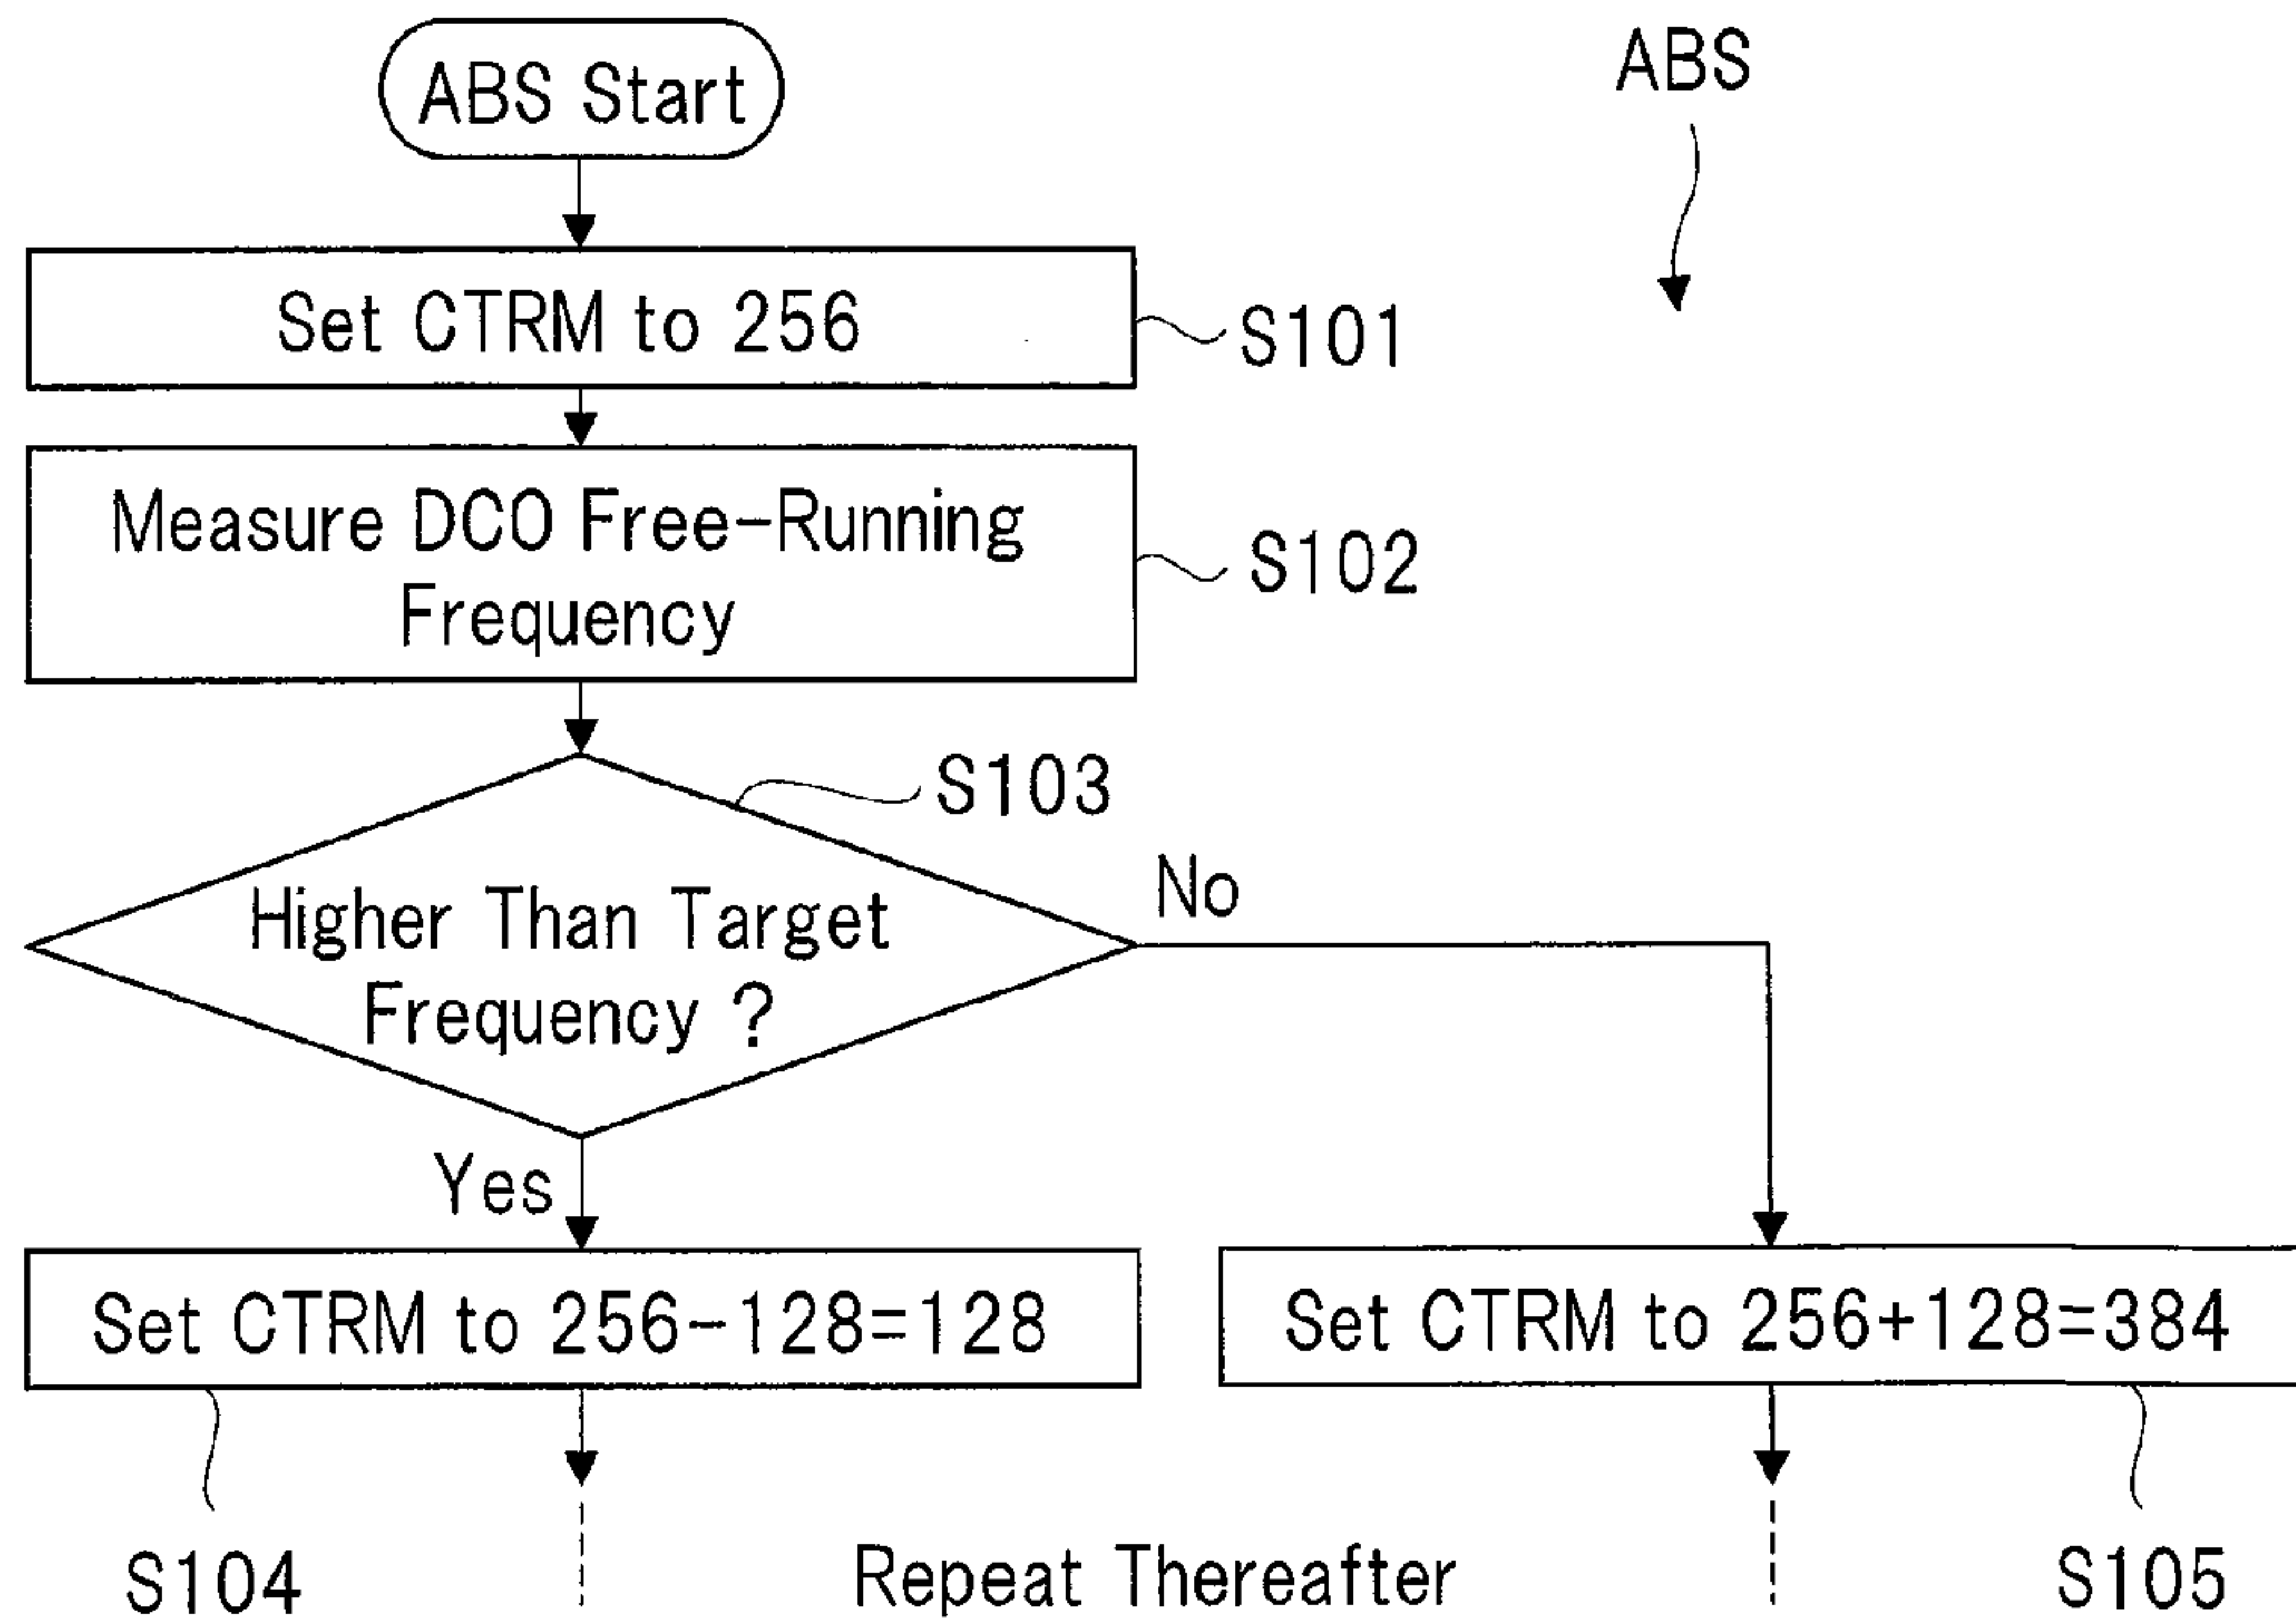 ABS Start
ABS
Set CTRM to 256
S101
Measure DCO Free-Running
Frequency
S102
S103
Higher Than Target
Frequency ?
No
Yes
Set CTRM to 256-128=128
Set CTRM to 256+128=384
S104
Repeat Thereafter
S105